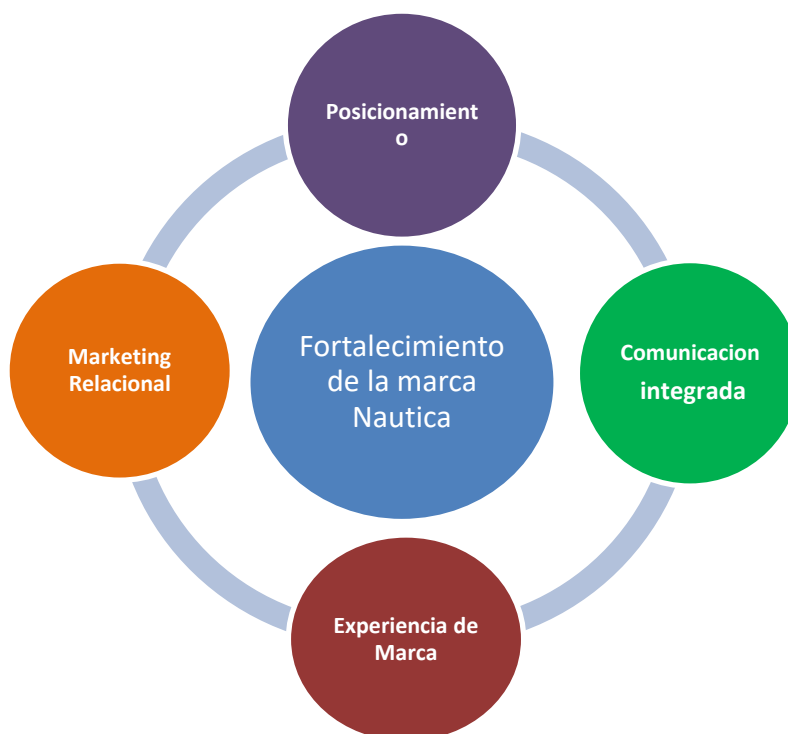 Posicionamient
o
Fortalecimiento
de la marca
Nautica
Marketing
Relacional
Comunicacion
integrada
Experiencia de
Marca